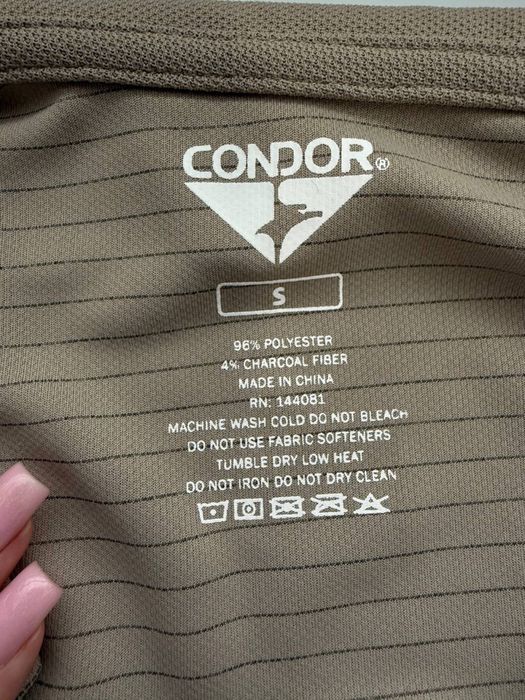 CONDOR®
S
96% POLYESTER
4% CHARCOAL FIBER
MADE IN CHINA
RN: 144081
MACHINE WASH COLD DO NOT BLEACH
DO NOT USE FABRIC SOFTENERS
TUMBLE DRY LOW HEAT
DO NOT IRON DO NOT DRY CLEAN